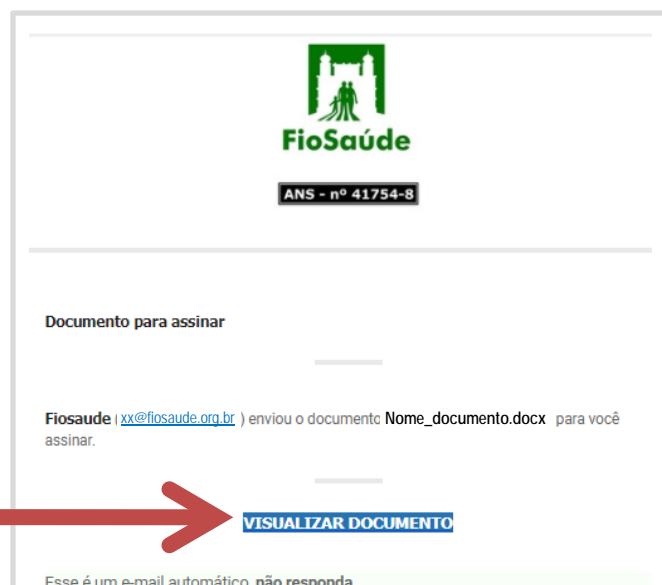 FioSaúde
ANS - nº 41754-8
Documento para assinar
Fiosaude (xx@fiosaude.org.br ) enviou o documento Nome_documento.docx para você
assinar.
VISUALIZAR DOCUMENTO
Esse é um e-mail automático, não responda